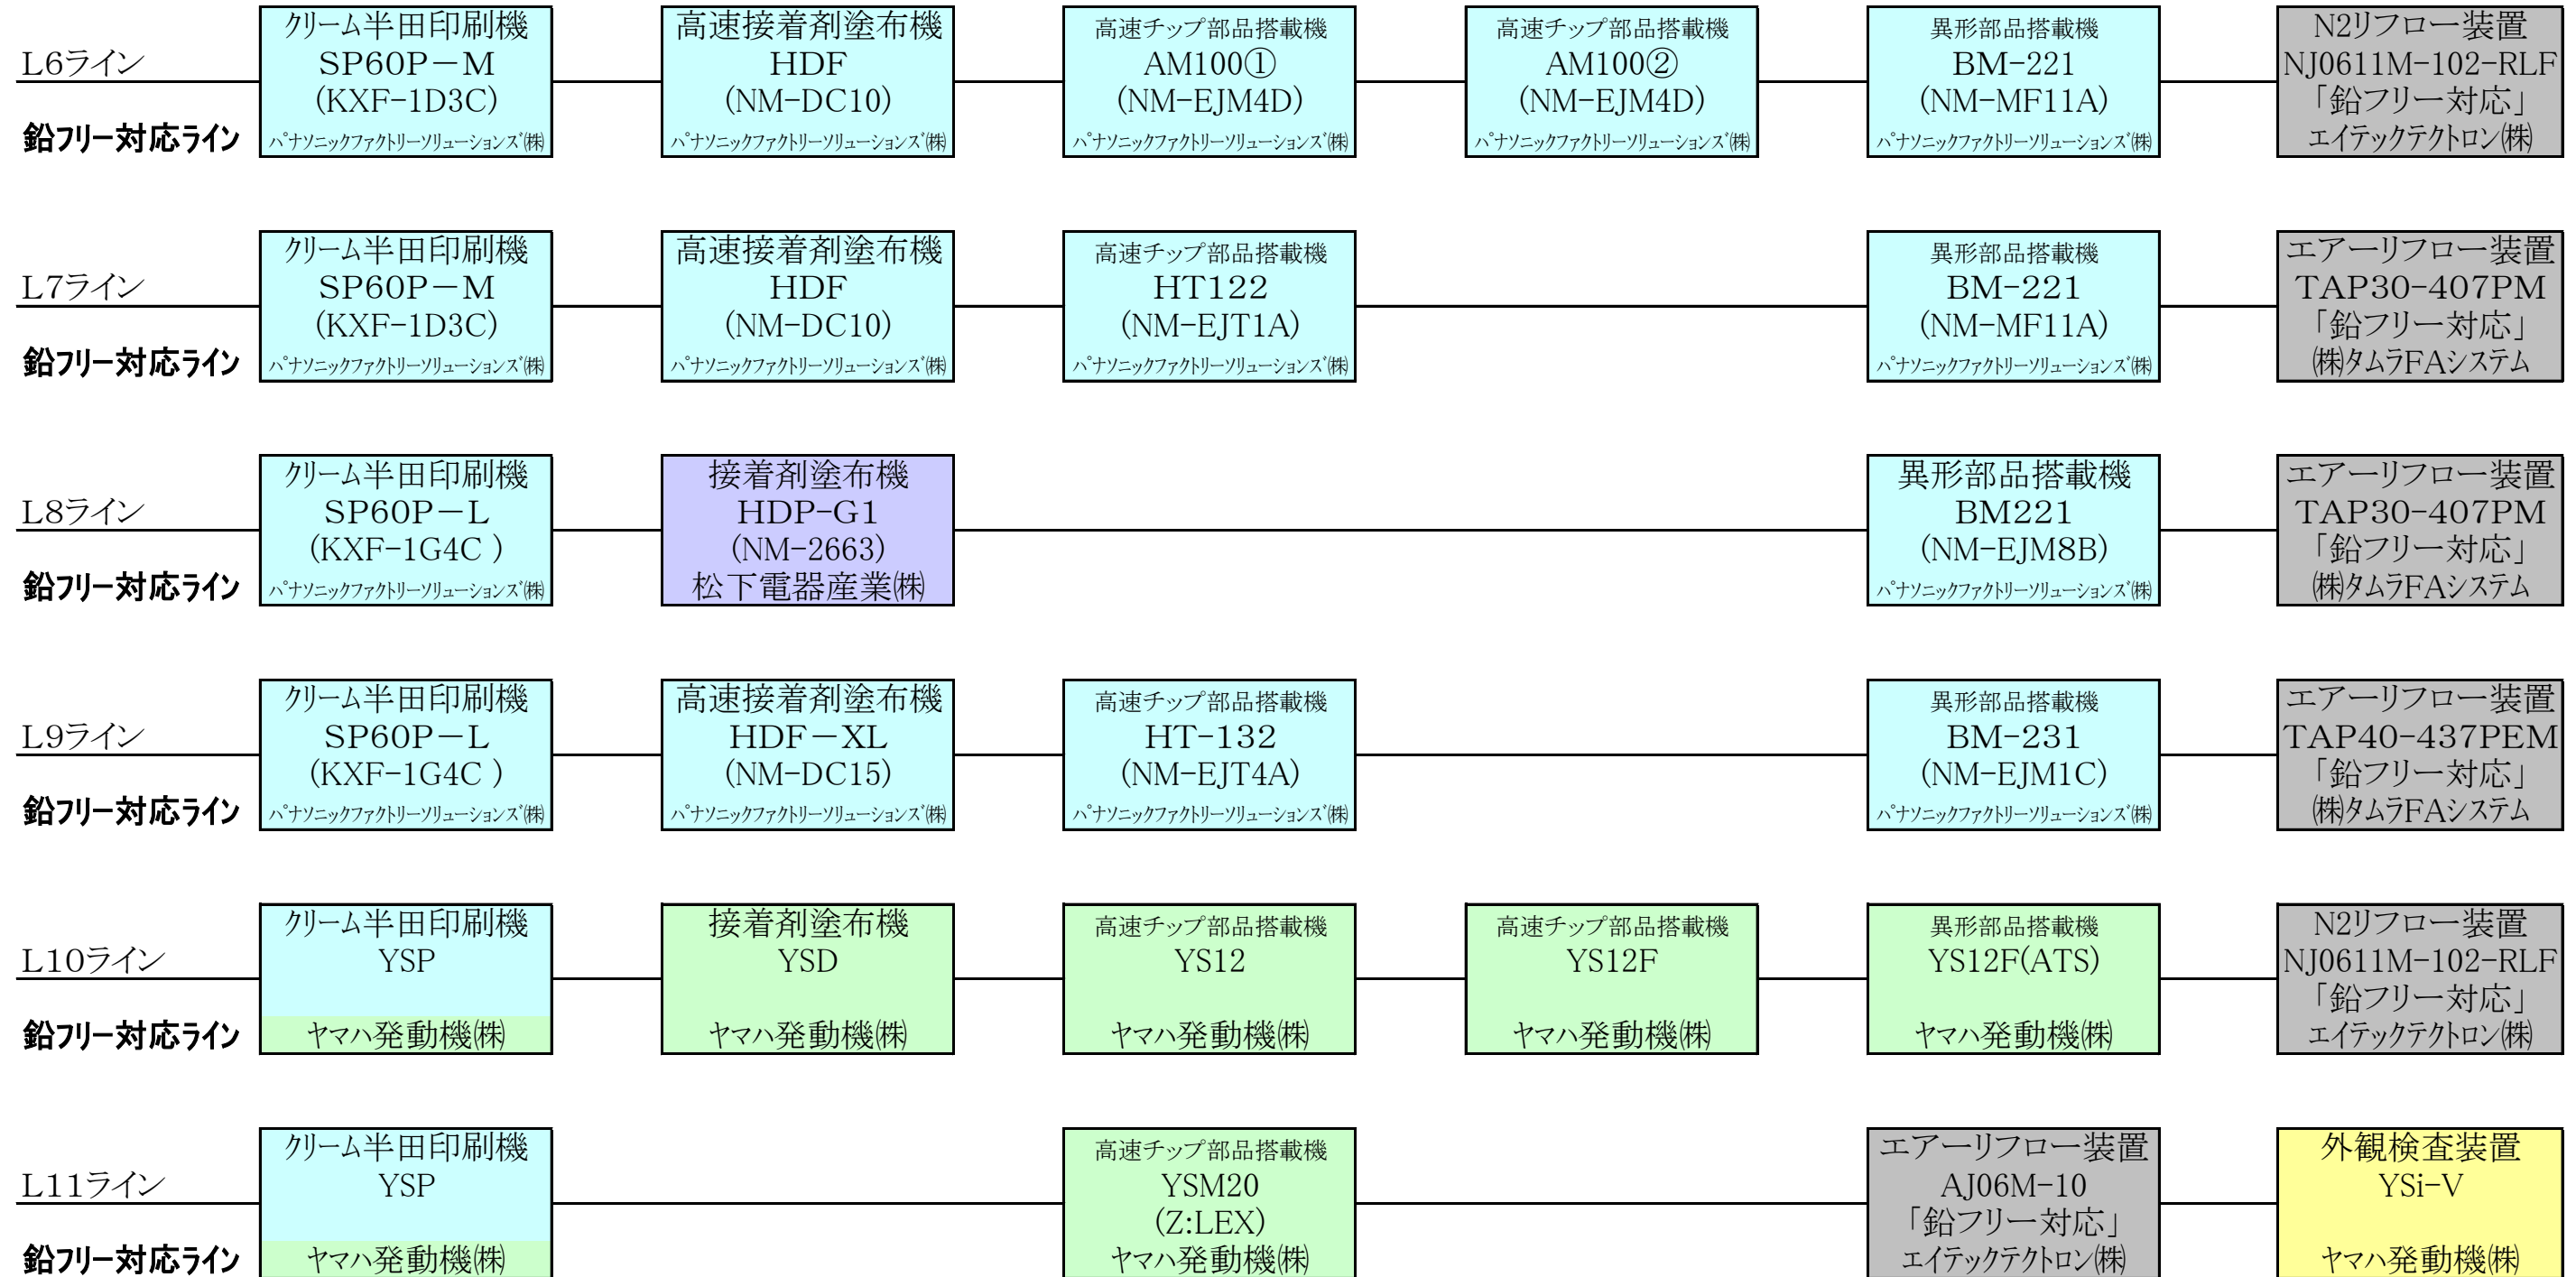 L6ライン
鉛フリー対応ライン
クリーム半田印刷機
SP60P－M
(KXF-1D3C)
パナソニックファクトリーソリューションズ㈱
高速接着剤塗布機
HDF
(NM-DC10)
パナソニックファクトリーソリューションズ㈱
高速チップ部品搭載機
AM100①
(NM-EJM4D)
パナソニックファクトリーソリューションズ㈱
高速チップ部品搭載機
AM100②
(NM-EJM4D)
パナソニックファクトリーソリューションズ㈱
異形部品搭載機
BM-221
(NM-MF11A)
パナソニックファクトリーソリューションズ㈱
N2リフロー装置
NJ0611M-102-RLF
「鉛フリー対応」
エイテックテクトロン㈱
L7ライン
鉛フリー対応ライン
クリーム半田印刷機
SP60P－M
(KXF-1D3C)
パナソニックファクトリーソリューションズ㈱
高速接着剤塗布機
HDF
(NM-DC10)
パナソニックファクトリーソリューションズ㈱
高速チップ部品搭載機
HT122
(NM-EJT1A)
パナソニックファクトリーソリューションズ㈱
異形部品搭載機
BM-221
(NM-MF11A)
パナソニックファクトリーソリューションズ㈱
エアーリフロー装置
TAP30-407PM
「鉛フリー対応」
㈱タムラFAシステム
L8ライン
鉛フリー対応ライン
クリーム半田印刷機
SP60P－L
(KXF-1G4C )
パナソニックファクトリーソリューションズ㈱
接着剤塗布機
HDP-G1
(NM-2663)
松下電器産業㈱
異形部品搭載機
BM221
(NM-EJM8B)
パナソニックファクトリーソリューションズ㈱
エアーリフロー装置
TAP30-407PM
「鉛フリー対応」
㈱タムラFAシステム
L9ライン
鉛フリー対応ライン
クリーム半田印刷機
SP60P－L
(KXF-1G4C )
パナソニックファクトリーソリューションズ㈱
高速接着剤塗布機
HDF－XL
(NM-DC15)
パナソニックファクトリーソリューションズ㈱
高速チップ部品搭載機
HT-132
(NM-EJT4A)
パナソニックファクトリーソリューションズ㈱
異形部品搭載機
BM-231
(NM-EJM1C)
パナソニックファクトリーソリューションズ㈱
エアーリフロー装置
TAP40-437PEM
「鉛フリー対応」
㈱タムラFAシステム
L10ライン
鉛フリー対応ライン
クリーム半田印刷機
YSP
ヤマハ発動機㈱
接着剤塗布機
YSD
ヤマハ発動機㈱
高速チップ部品搭載機
YS12
ヤマハ発動機㈱
高速チップ部品搭載機
YS12F
ヤマハ発動機㈱
異形部品搭載機
YS12F(ATS)
ヤマハ発動機㈱
N2リフロー装置
NJ0611M-102-RLF
「鉛フリー対応」
エイテックテクトロン㈱
L11ライン
鉛フリー対応ライン
クリーム半田印刷機
YSP
ヤマハ発動機㈱
高速チップ部品搭載機
YSM20
(Z:LEX)
ヤマハ発動機㈱
エアーリフロー装置
AJ06M-10
「鉛フリー対応」
エイテックテクトロン㈱
外観検査装置
YSi-V
ヤマハ発動機㈱